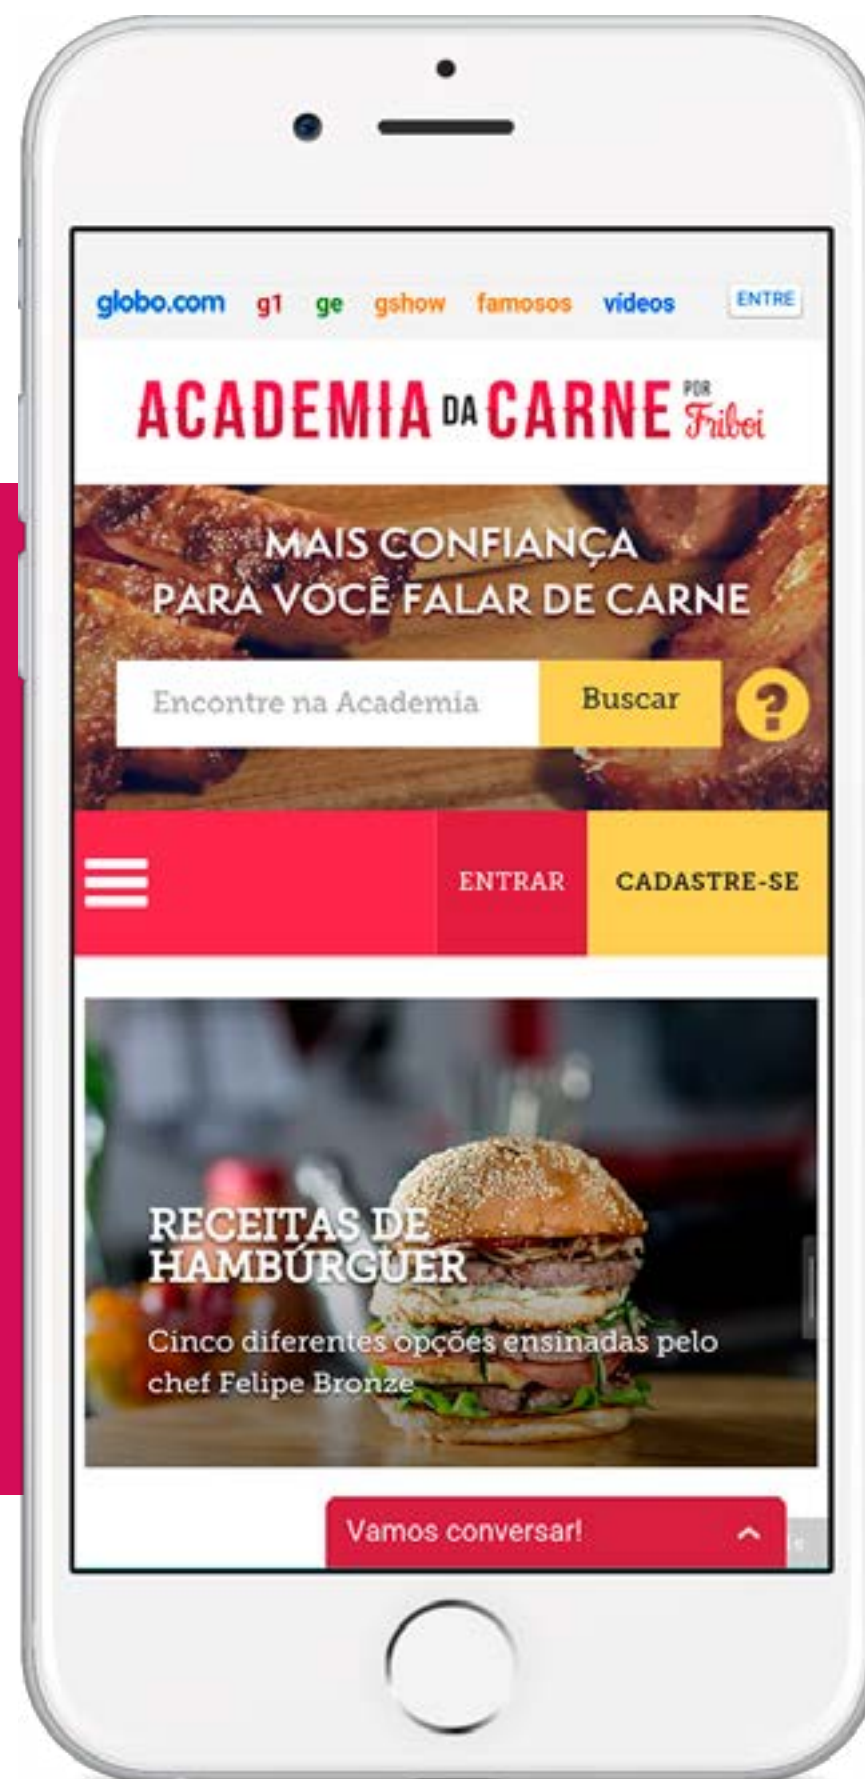 globo.com g1 ge gshow famosos vídeos ENTRE
ACADEMIA DA CARNE POR Friboi
MAIS CONFIANÇA
PARA VOCÊ FALAR DE CARNE
Encontre na Academia Buscar ?
ENTRAR CADASTRE-SE
RECEITAS DE
HAMBÚRGUER
Cinco diferentes opções ensinadas pelo
chef Felipe Bronze
Vamos conversar!